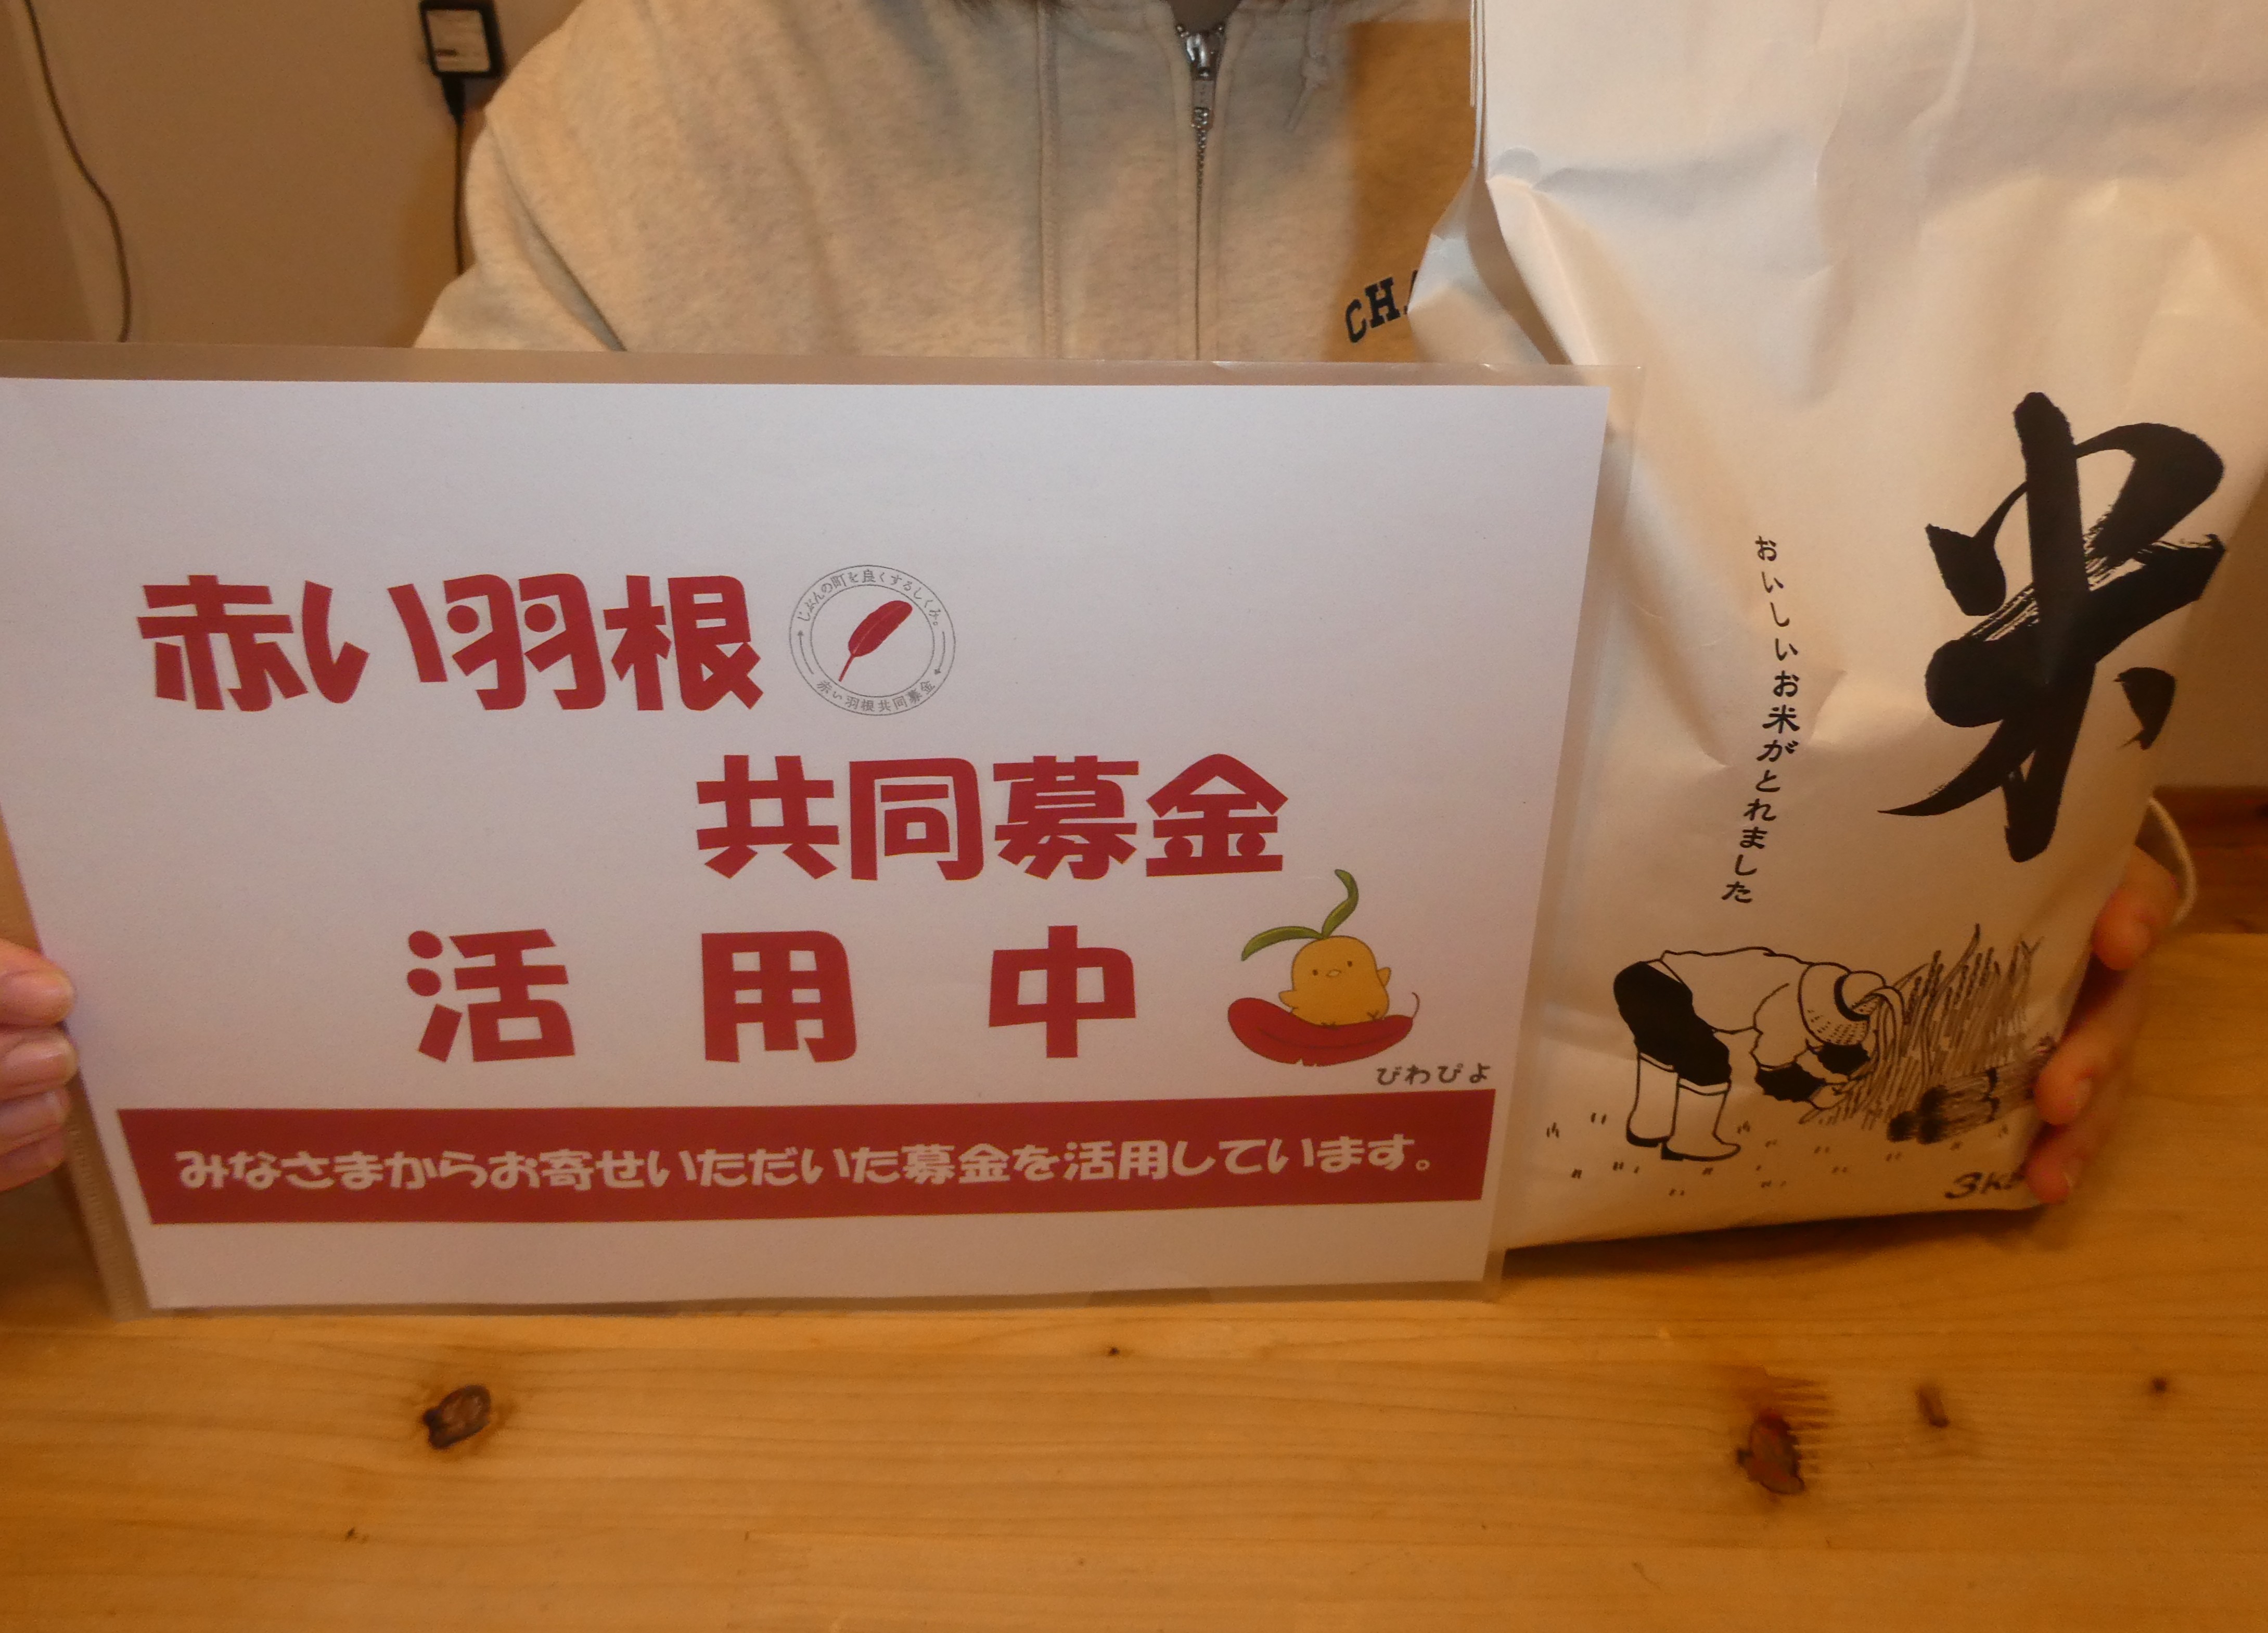 赤い羽根
じぶんの町を良くするしくみ。
赤い羽根共同募金
共同募金
活用中
びわぴよ
みなさまからお寄せいただいた募金を活用しています。
米
おいしいお米がとれました